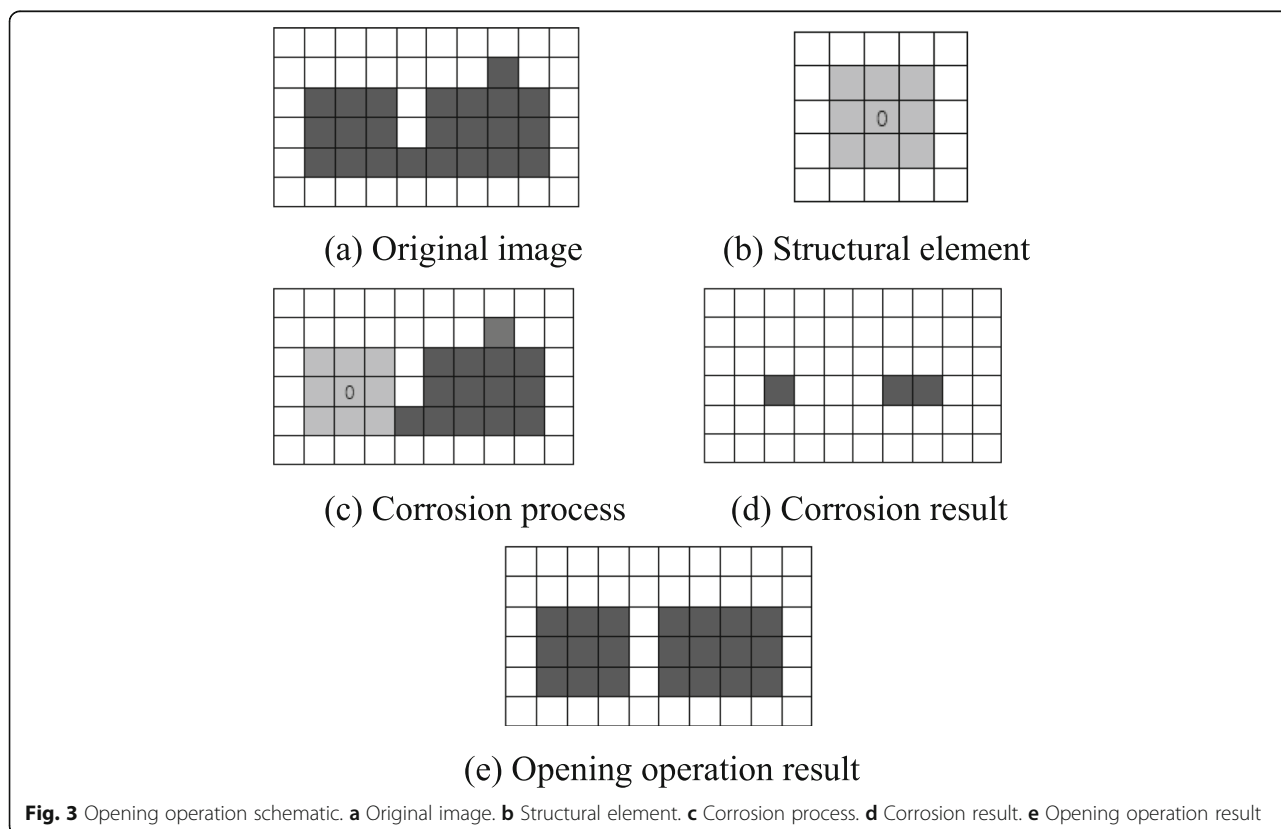 0
(a) Original image
(b) Structural element
0
(c) Corrosion process
(d) Corrosion result
(e) Opening operation result
Fig. 3 Opening operation schematic. a Original image. b Structural element. c Corrosion process. d Corrosion result. e Opening operation result